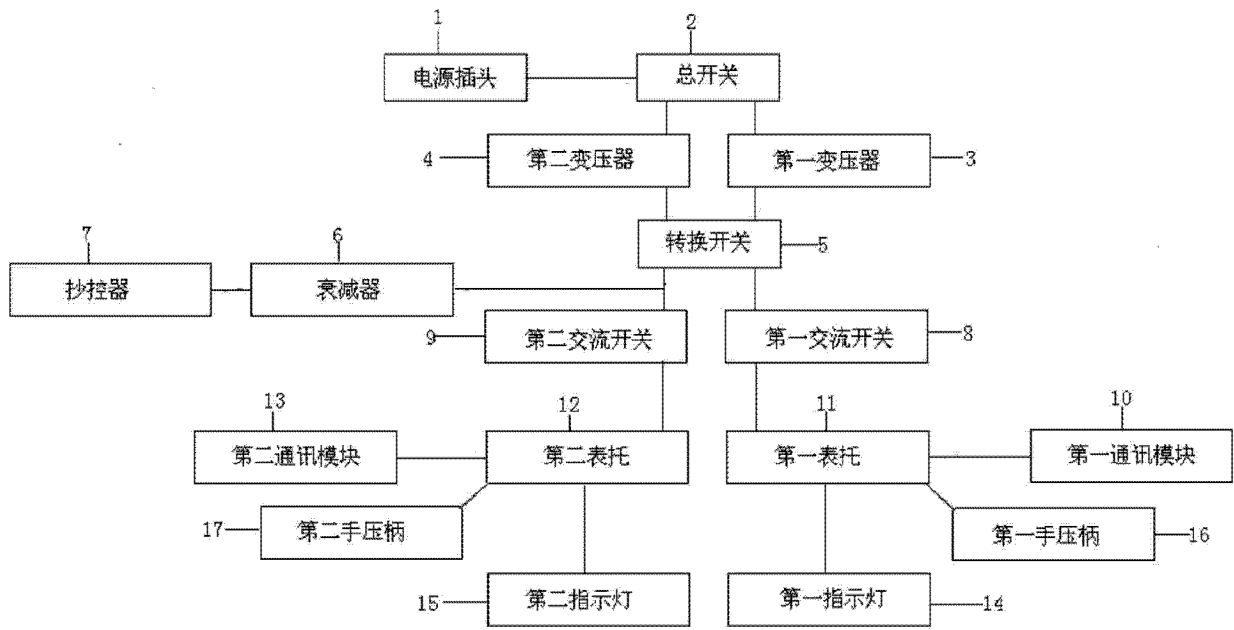 1
2
电源插头
总开关
4
第二变压器
第一变压器
3
7
6
转换开关
5
抄控器
衰减器
9
第二交流开关
第一交流开关
8
13
12
11
10
第二通讯模块
第二表托
第一表托
第一通讯模块
17
第二手压柄
第一手压柄
16
15
第二指示灯
第一指示灯
14